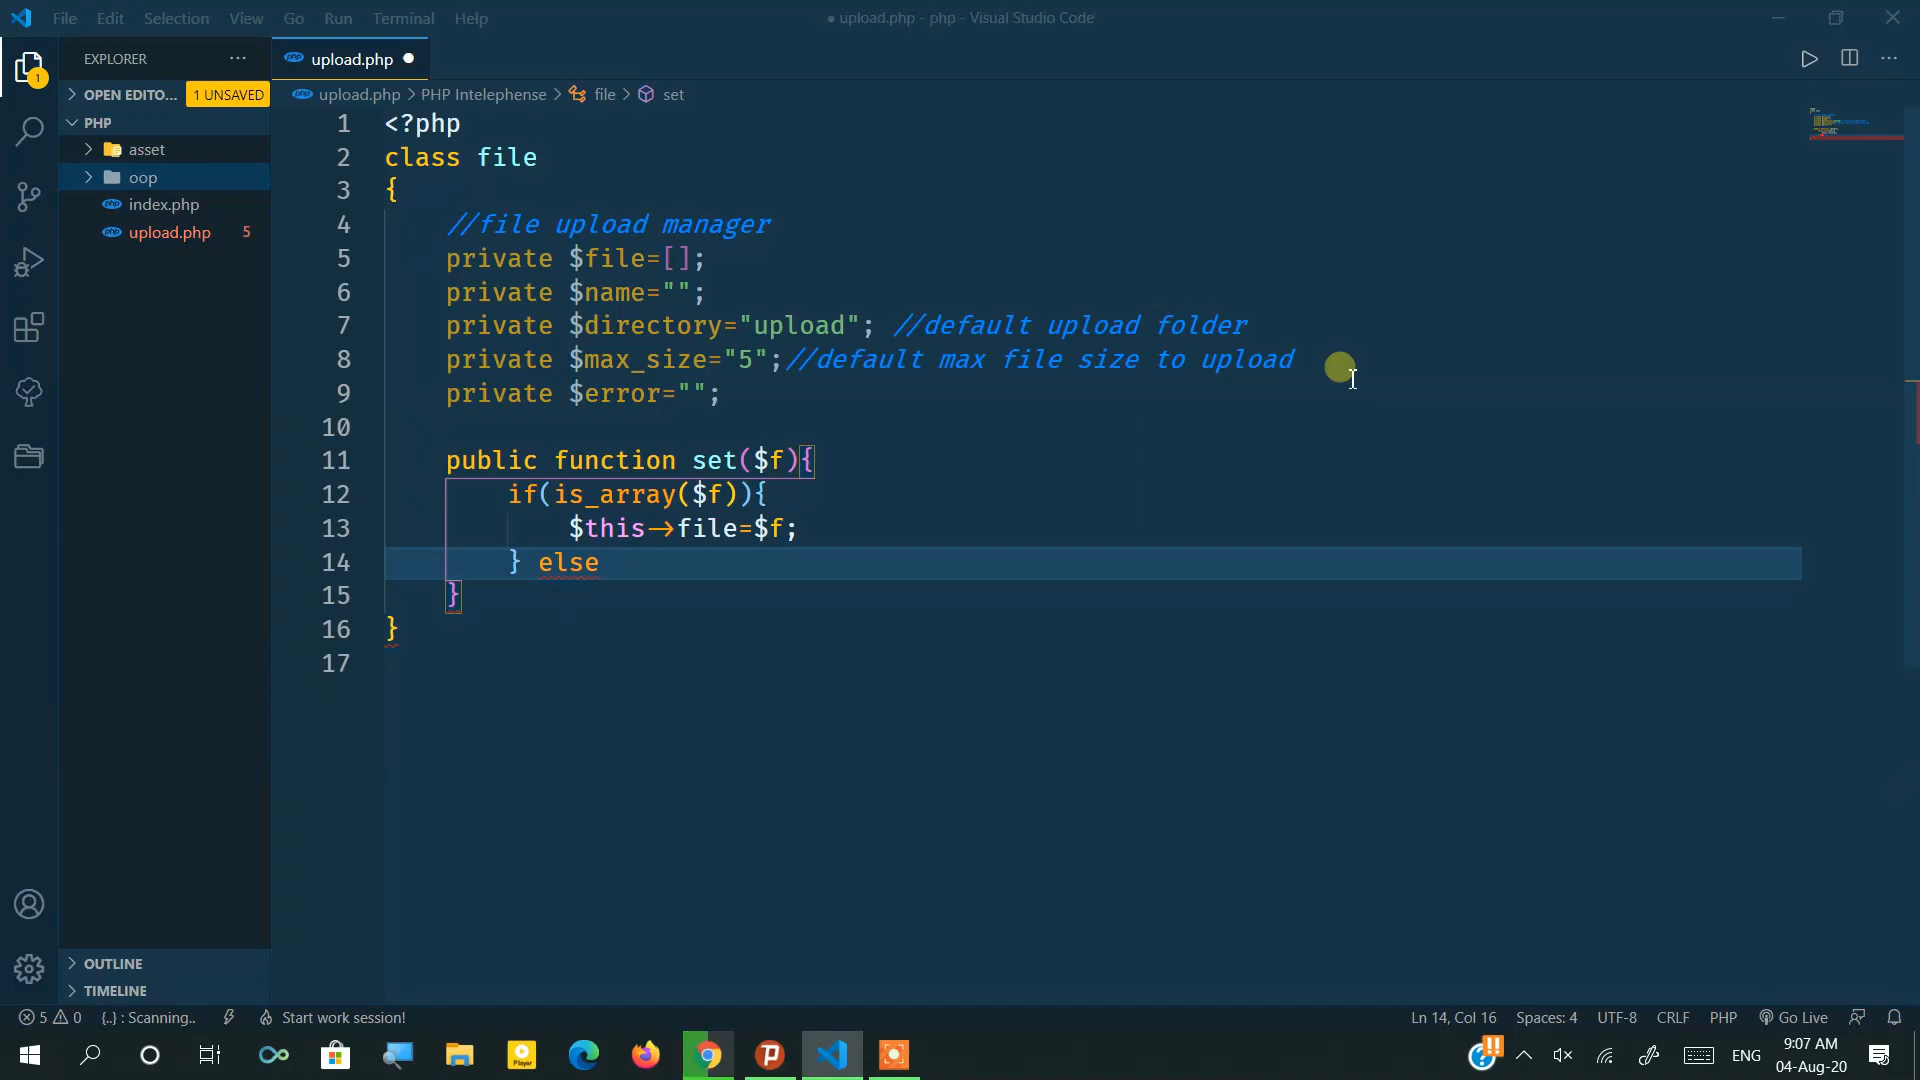 File Edit Selection View Go Run Terminal Help
● upload.php - php - Visual Studio Code
EXPLORER
upload.php
1
OPEN EDITO...
1 UNSAVED
upload.php > PHP Intelephense > file > set
PHP
asset
oop
index.php
upload.php 5
1 <?php
2 class file
3 {
4 //file upload manager
5 private $file=[];
6 private $name="";
7 private $directory="upload"; //default upload folder
8 private $max_size="5";//default max file size to upload
9 private $error="";
10
11 public function set($f){
12 if(is_array($f)){
13 $this->file=$f;
14 } else
15 }
16 }
17
OUTLINE
TIMELINE
5 0 {..} : Scanning.. Start work session!
Ln 14, Col 16 Spaces: 4 UTF-8 CRLF PHP Go Live
Player
ENG
9:07 AM
04-Aug-20